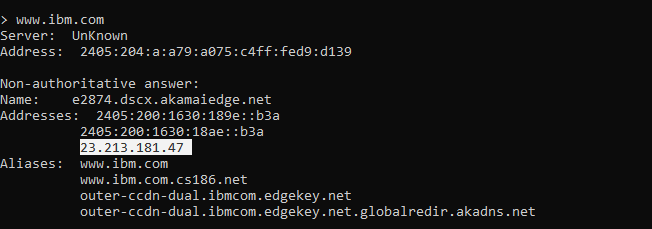 > www.ibm.com
Server:  UnKnown
Address:  2405:204:a:a79:a075:c4ff:fed9:d139
Non-authoritative answer:
Name:    e2874.dscx.akamaiedge.net
Addresses:  2405:200:1630:189e::b3a
2405:200:1630:18ae::b3a
23.213.181.47
Aliases:  www.ibm.com
www.ibm.com.cs186.net
outer-ccdn-dual.ibmcom.edgekey.net
outer-ccdn-dual.ibmcom.edgekey.net.globalredir.akadns.net